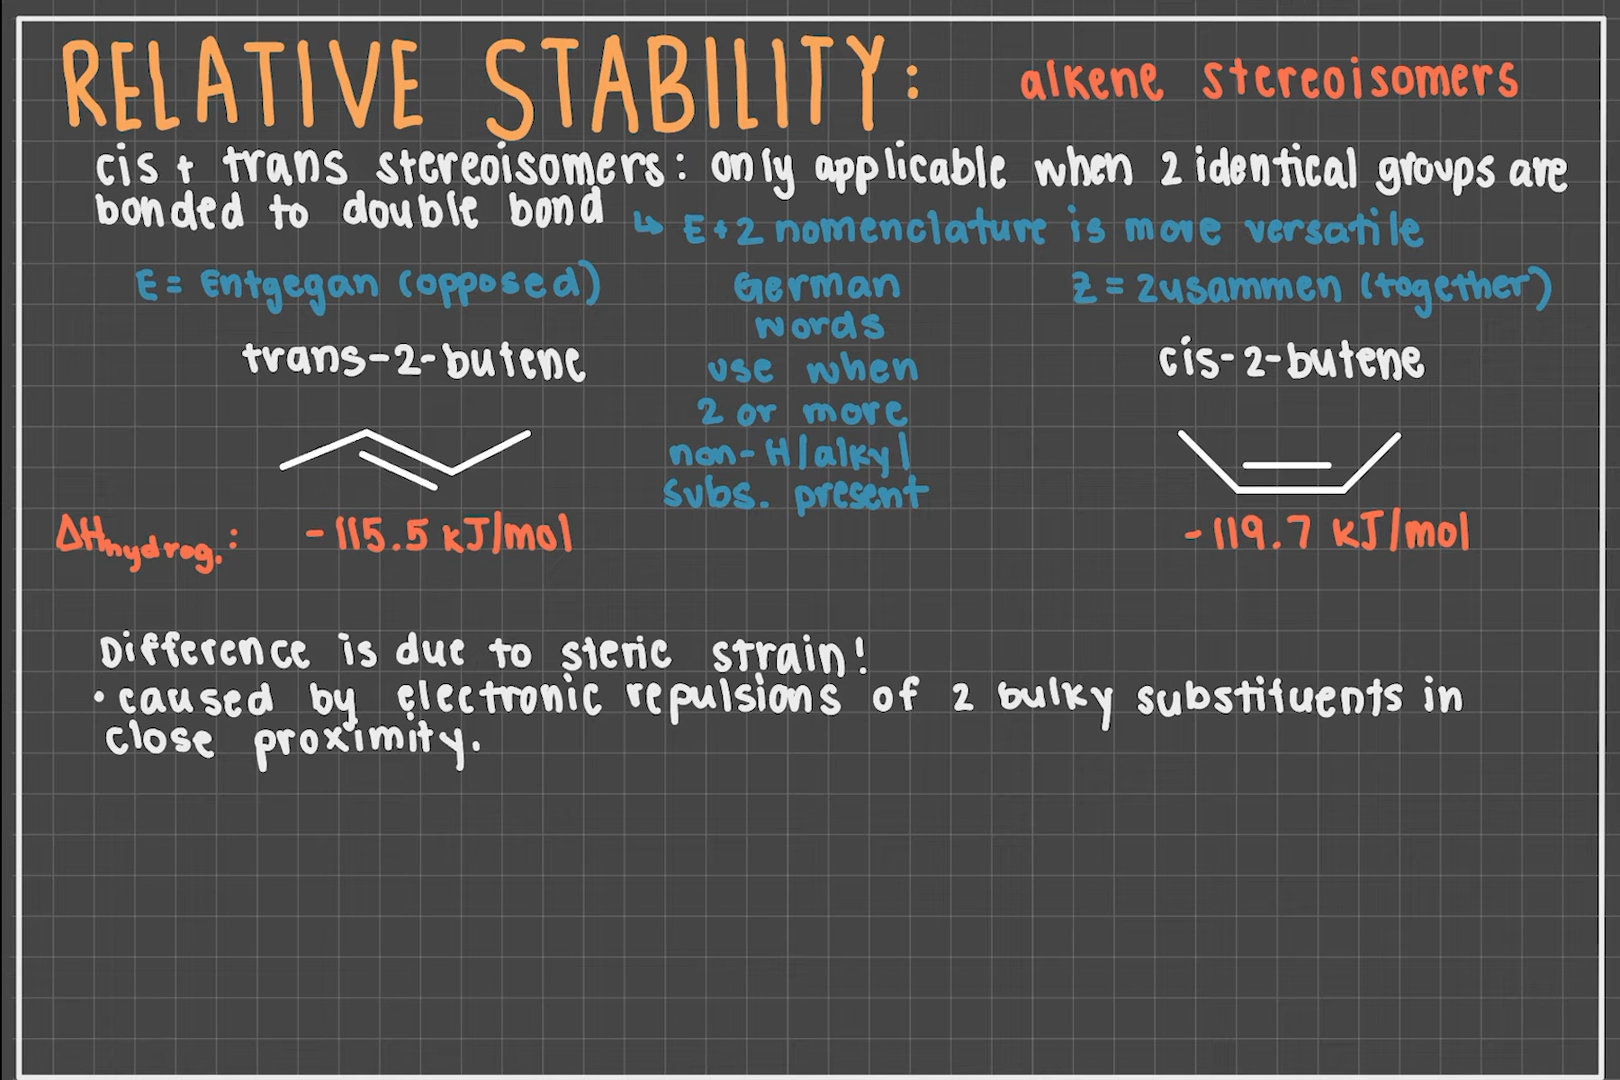 RELATIVE STABILITY: alkene stereoisomers
cis + trans stereoisomers: only applicable when 2 identical groups are
bonded to double bond
↳ E+Z nomenclature is more versatile
E = Entgegan (opposed)
German
words
use when
2 or more
non-H/alkyl
subs. present
Z = Zusammen (together)
trans-2-butene
cis-2-butene
ΔHhydrog.: -115.5 kJ/mol
-119.7 kJ/mol
Difference is due to steric strain!
• caused by electronic repulsions of 2 bulky substituents in
close proximity.